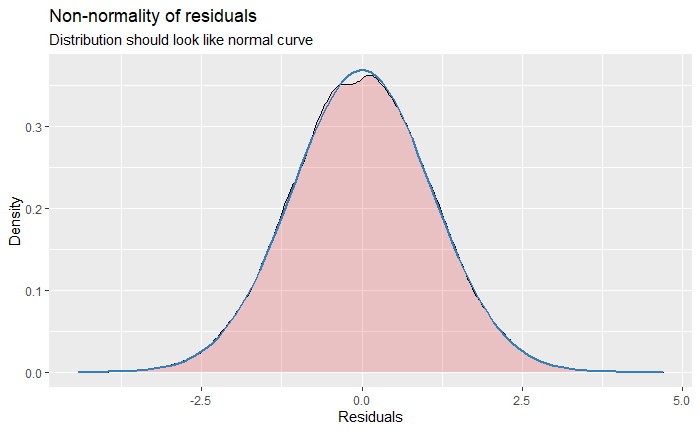 Non-normality of residuals
Distribution should look like normal curve
Density
0.3
0.2
0.1
0.0
-2.5
0.0
2.5
5.0
Residuals